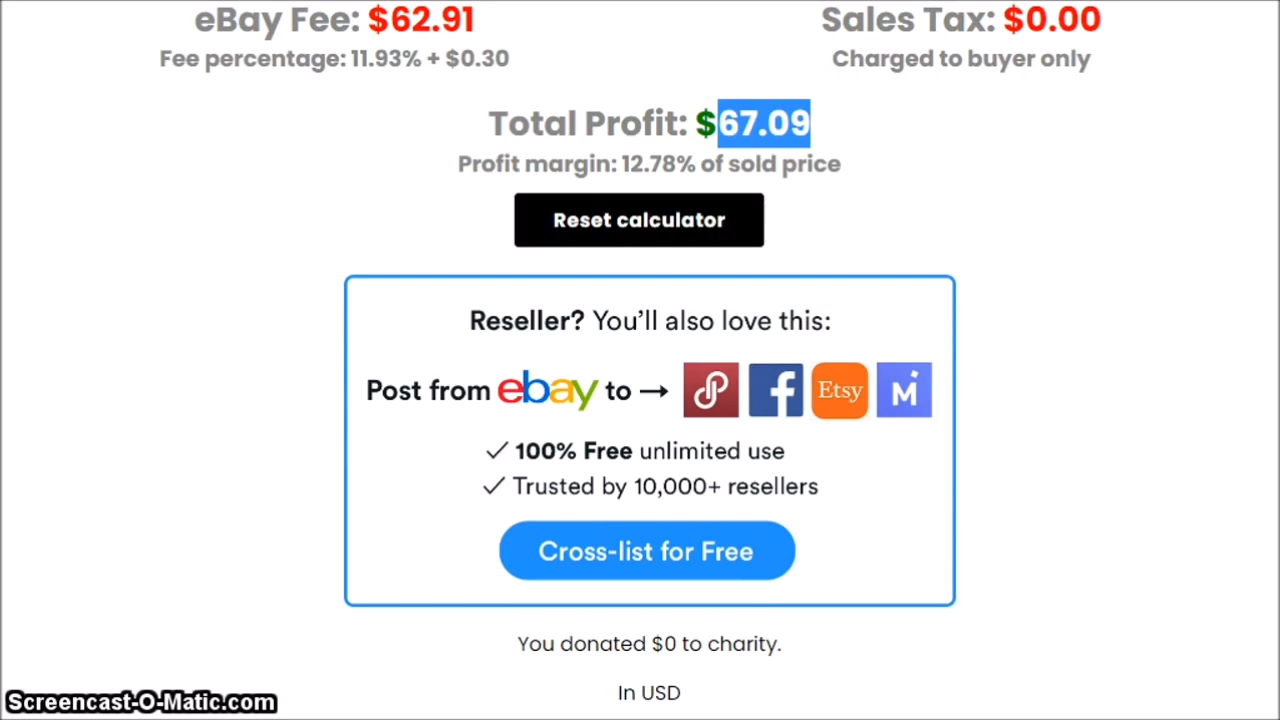 eBay Fee: $62.91
Sales Tax: $0.00
Fee percentage: 11.93% + $0.30
Charged to buyer only
Total Profit: $67.09
Profit margin: 12.78% of sold price
Reset calculator
Reseller? You'll also love this:
Post from ebay to → f Etsy M
✓ 100% Free unlimited use
✓ Trusted by 10,000+ resellers
Cross-list for Free
You donated $0 to charity.
In USD
Screencast-O-Matic.com